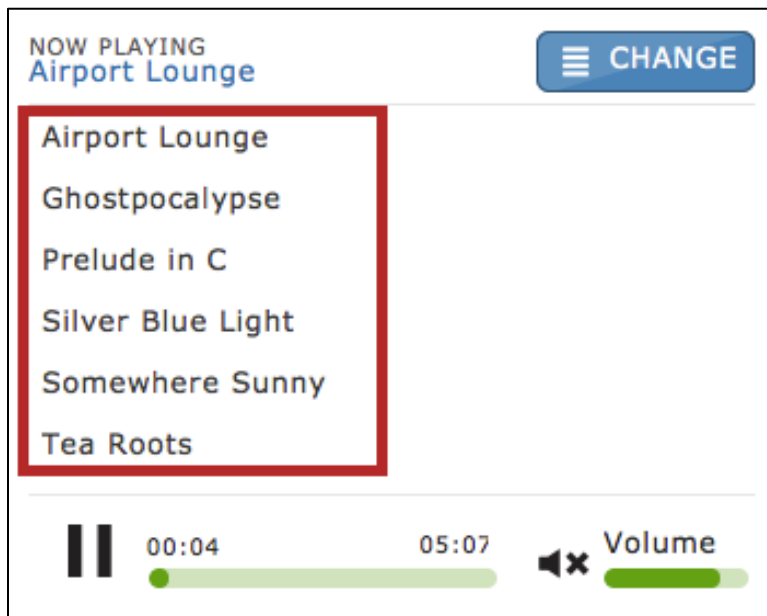 NOW PLAYING
Airport Lounge
CHANGE
Airport Lounge
Ghostpocalypse
Prelude in C
Silver Blue Light
Somewhere Sunny
Tea Roots
00:04
05:07
Volume